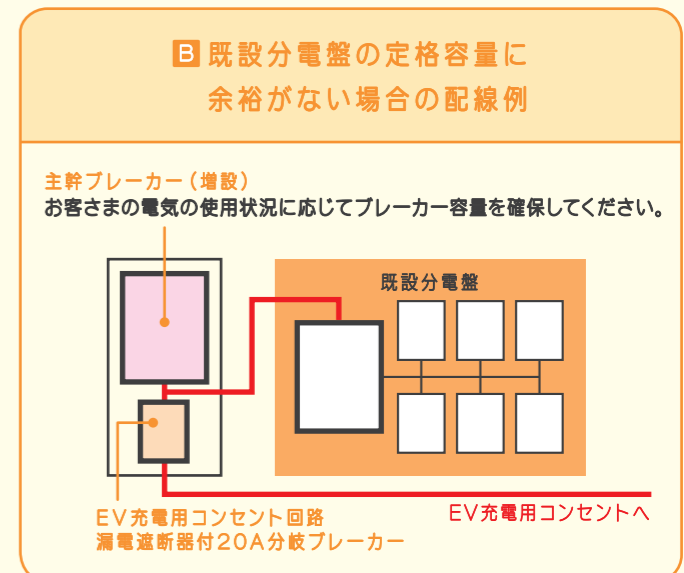 B 既設分電盤の定格容量に
余裕がない場合の配線例
主幹ブレーカー(増設)
お客さまの電気の使用状況に応じてブレーカー容量を確保してください。
既設分電盤
EV充電用コンセントへ
EV充電用コンセント回路
漏電遮断器付20A分岐ブレーカー